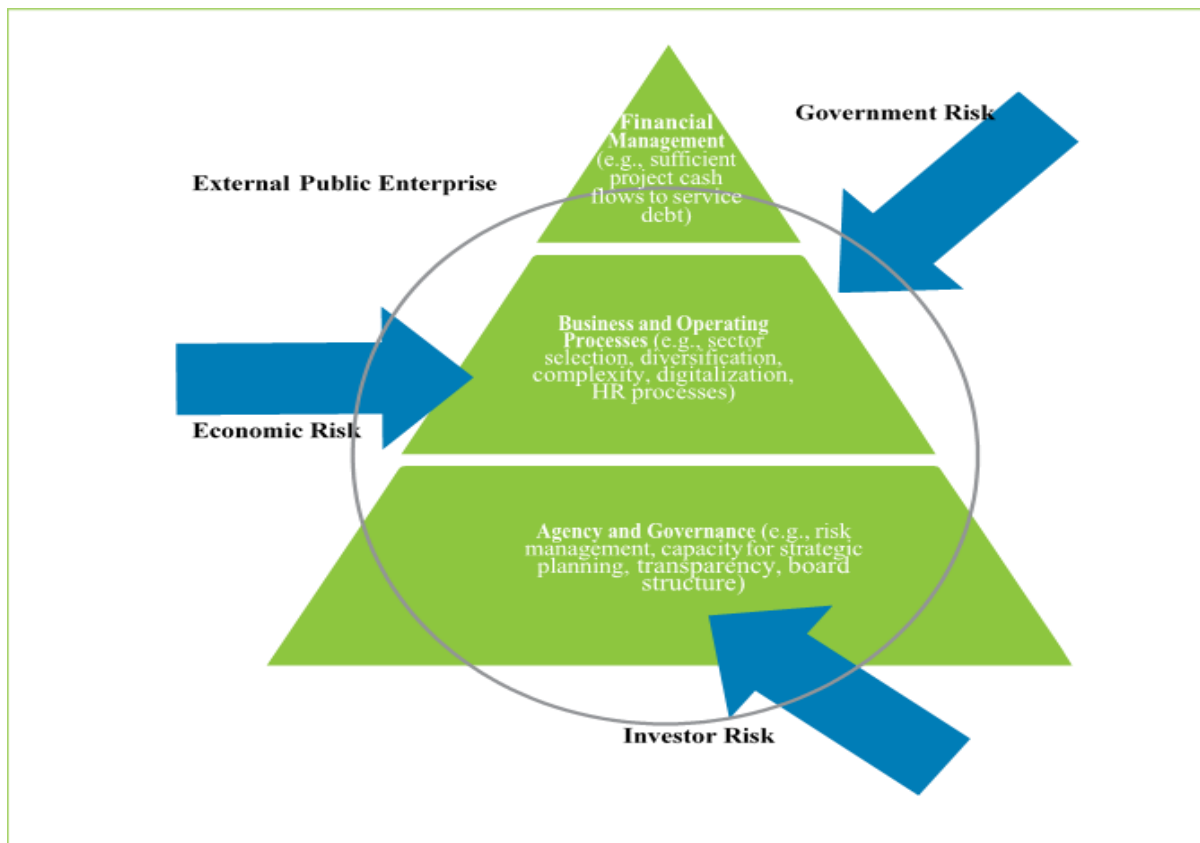 Financial
Management
(e.g., sufficient
project cash
flows to service
debt)
Government Risk
External Public Enterprise
Business and Operating
Processes (e.g., sector
selection, diversification,
complexity, digitalization,
HR processes)
Economic Risk
Agency and Governance (e.g., risk
management, capacity for strategic
planning, transparency, board
structure)
Investor Risk